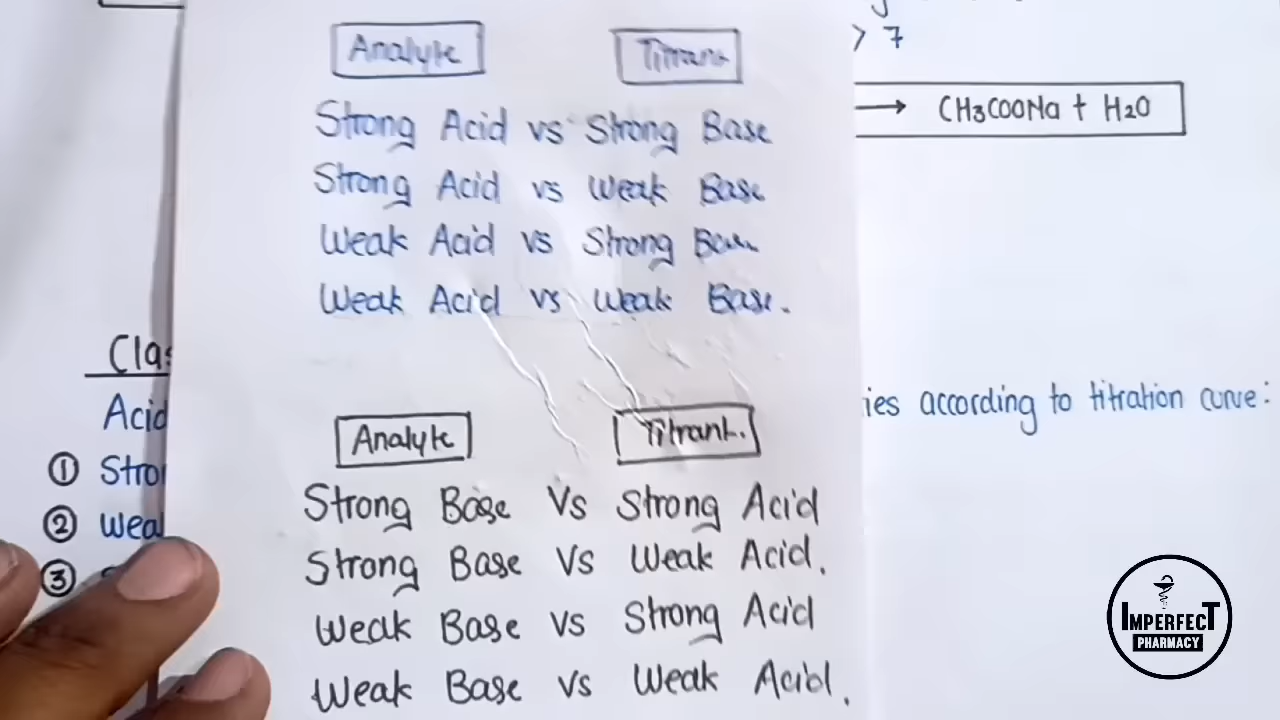 > 7
→ CH3COONa + H2O
Analyte Titrant
Strong Acid vs Strong Base
Strong Acid vs Weak Base
Weak Acid vs Strong Base
Weak Acid vs Weak Base.
Clas
Acid
ies according to titration curve:
① Stron
② Weak
③
Analyte Titrant.
Strong Base Vs Strong Acid
Strong Base Vs Weak Acid.
Weak Base Vs Strong Acid
Weak Base Vs Weak Acid.
IMPERFECT
PHARMACY